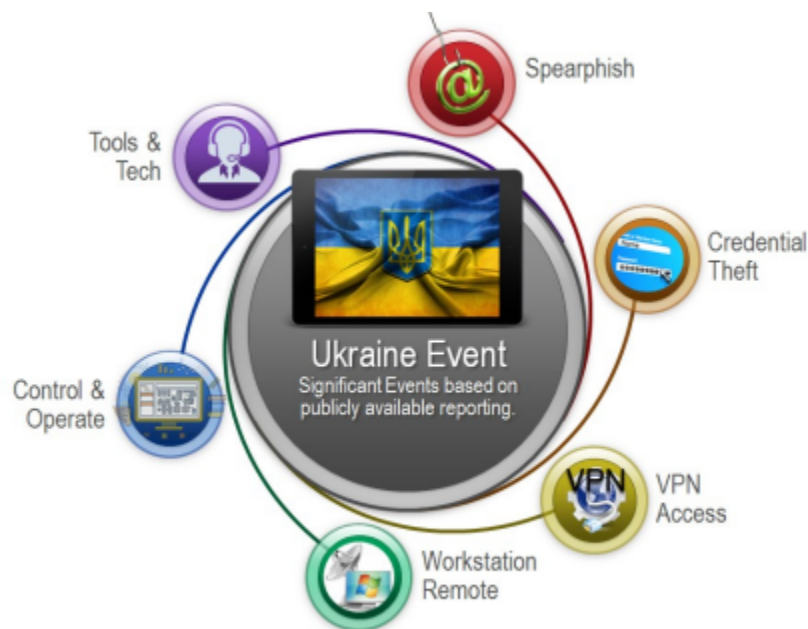 Spearphish
Tools &
Tech
Credential
Theft
Ukraine Event
Significant Events based on
publicly available reporting.
Control &
Operate
VPN
VPN
Access
Workstation
Remote